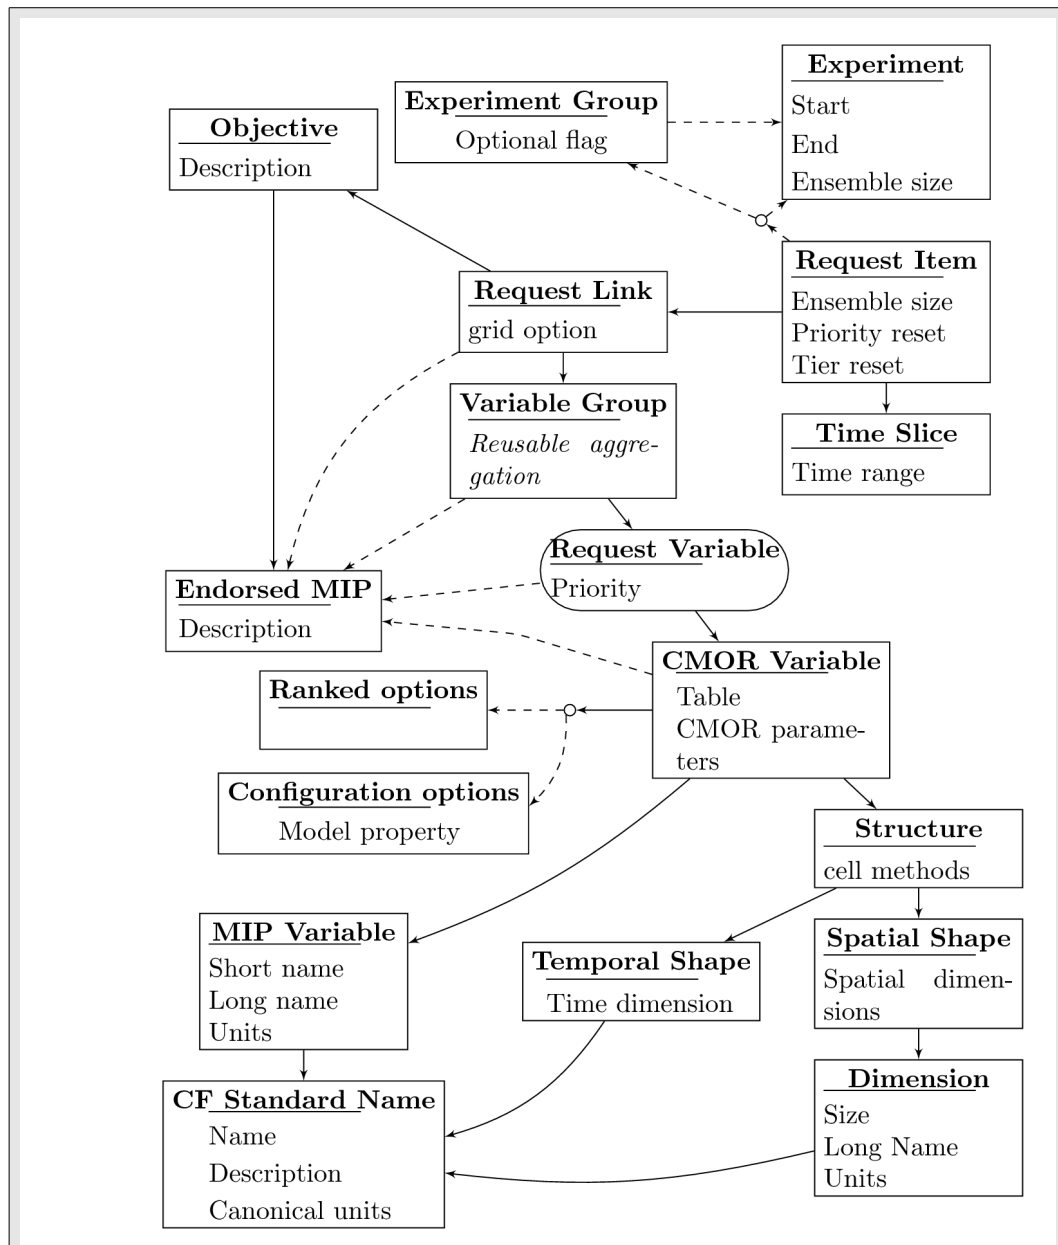 Experiment
Start
End
Ensemble size
Experiment Group
Optional flag
Objective
Description
Request Item
Ensemble size
Priority reset
Tier reset
Request Link
grid option
Variable Group
Reusable aggre-
gation
Time Slice
Time range
Request Variable
Priority
Endorsed MIP
Description
CMOR Variable
Table
CMOR parame-
ters
Ranked options
Configuration options
Model property
Structure
cell methods
MIP Variable
Short name
Long name
Units
Temporal Shape
Time dimension
Spatial Shape
Spatial dimen-
sions
CF Standard Name
Name
Description
Canonical units
Dimension
Size
Long Name
Units